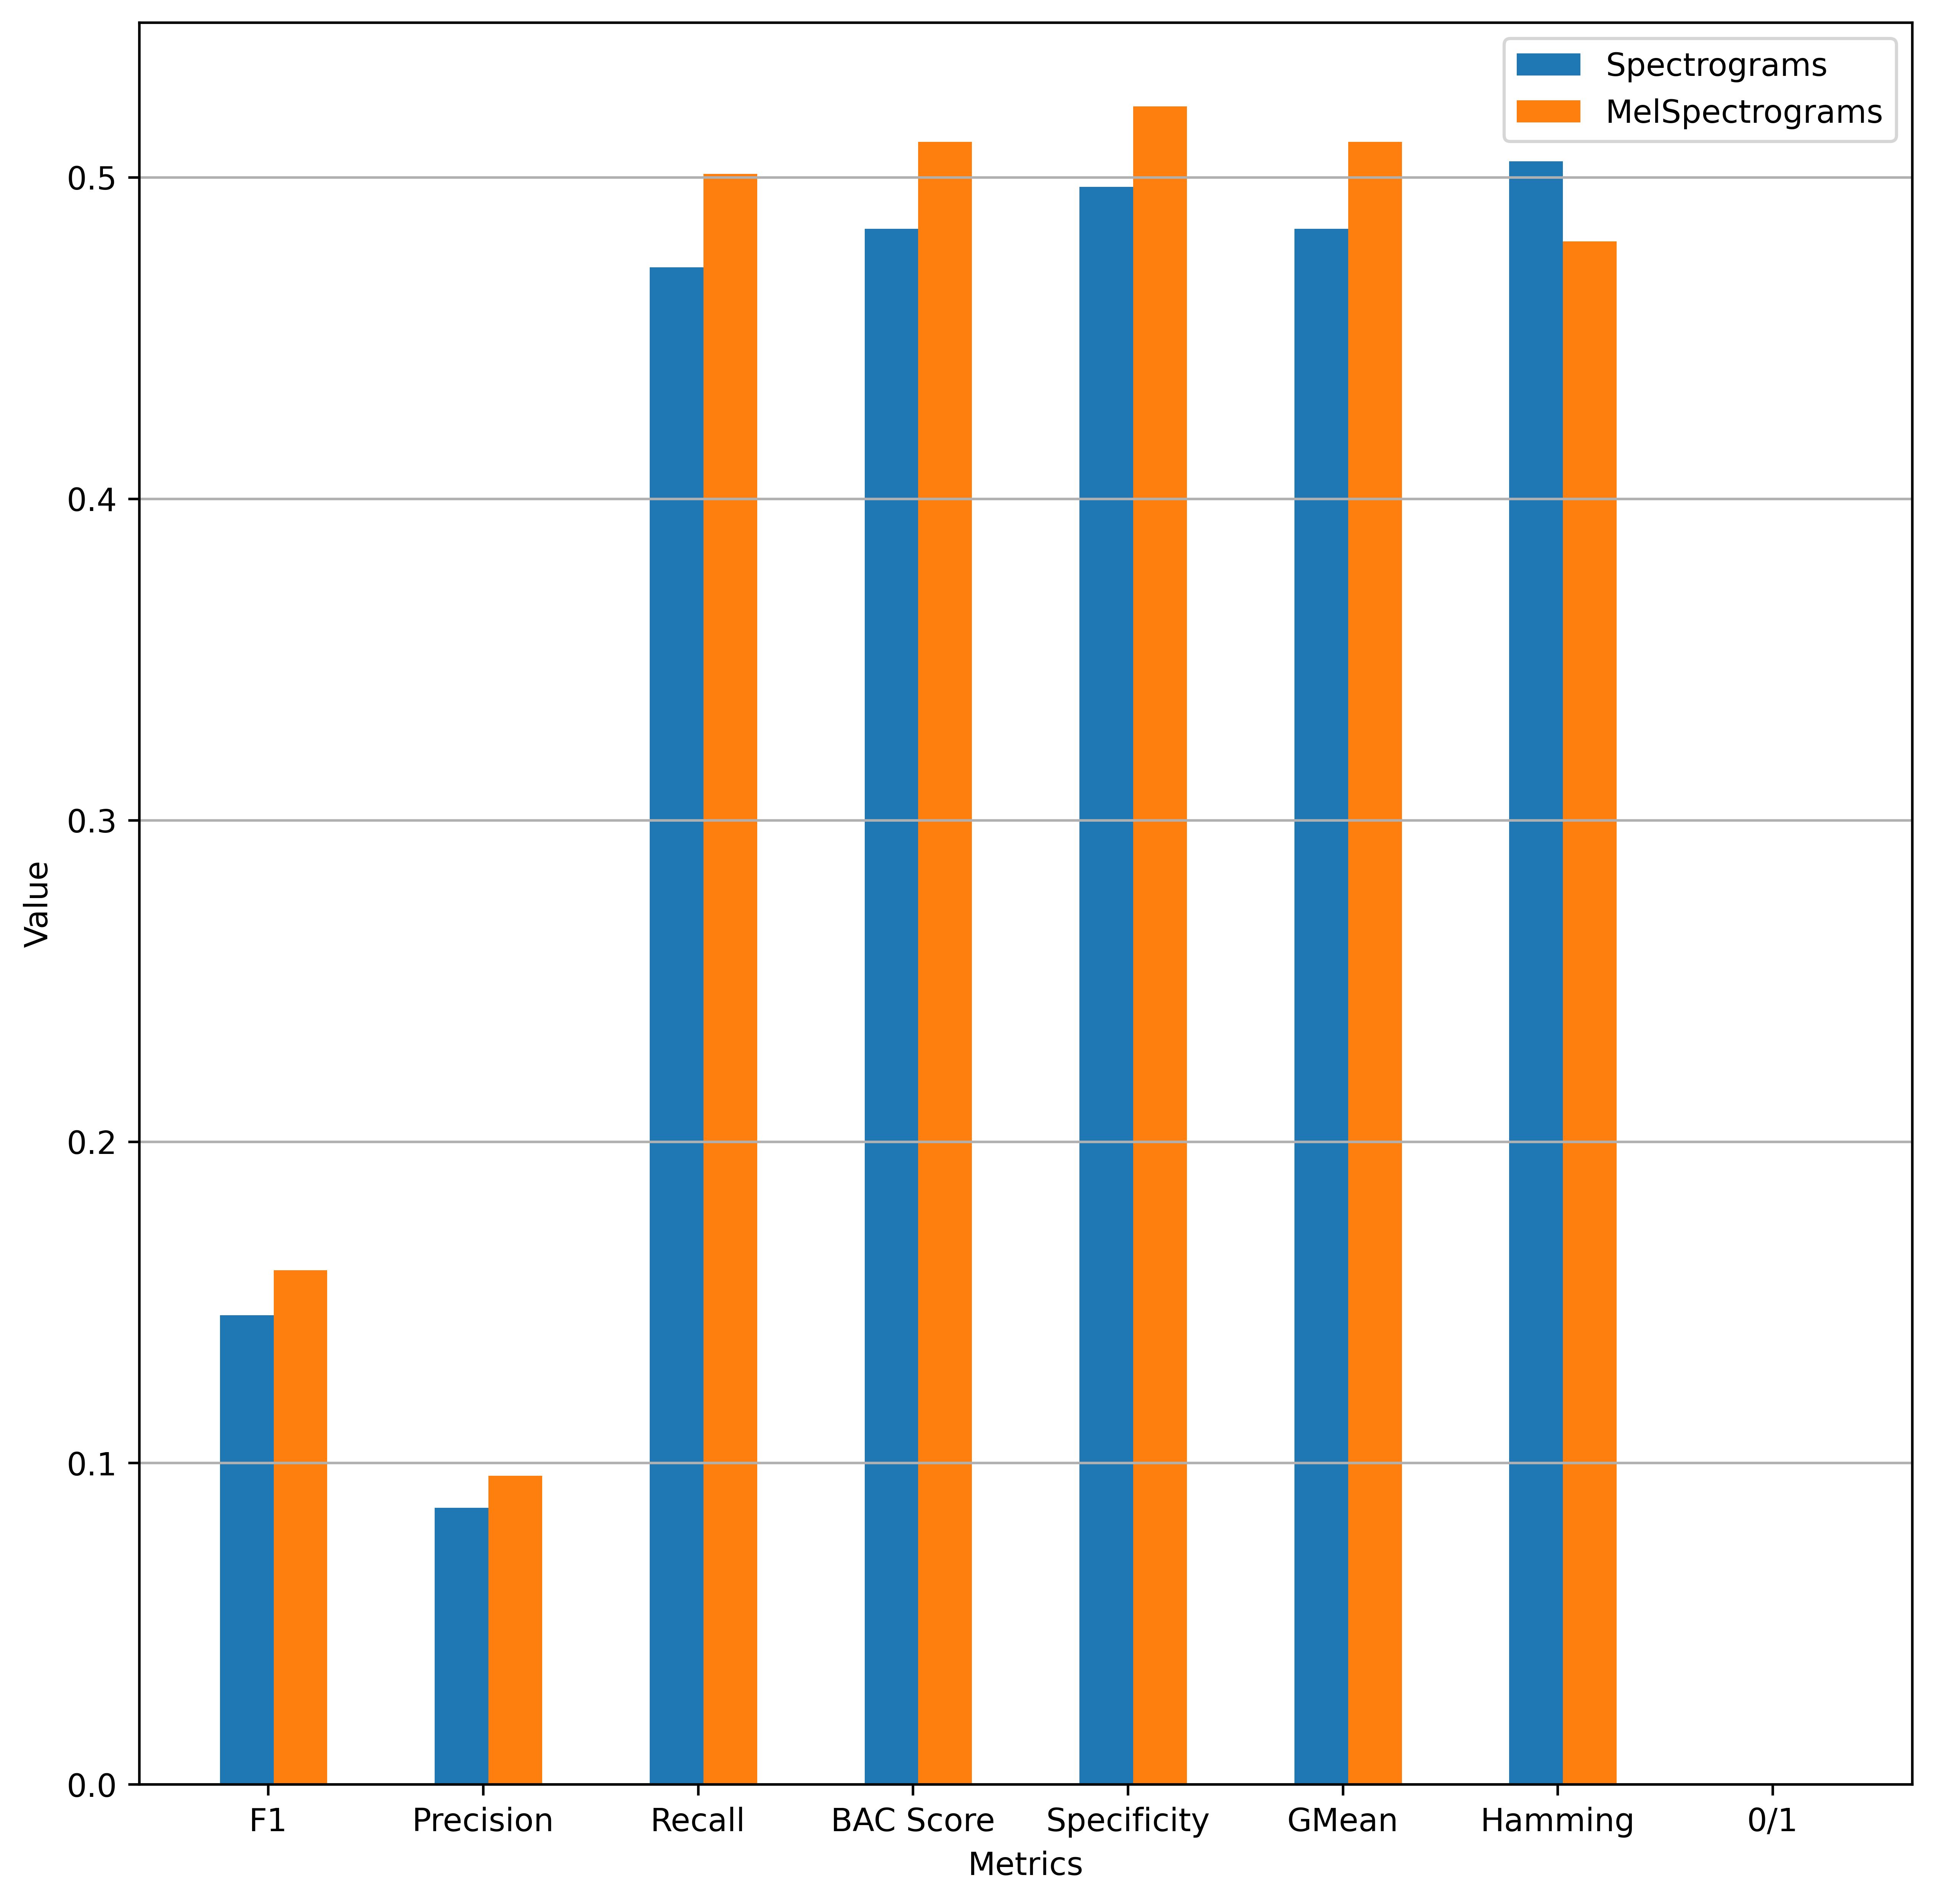 Spectrograms
MelSpectrograms
0.5
0.4
0.3
0.2
0.1
0.0
Value
F1 Precision Recall BAC Score Specificity GMean Hamming 0/1
Metrics